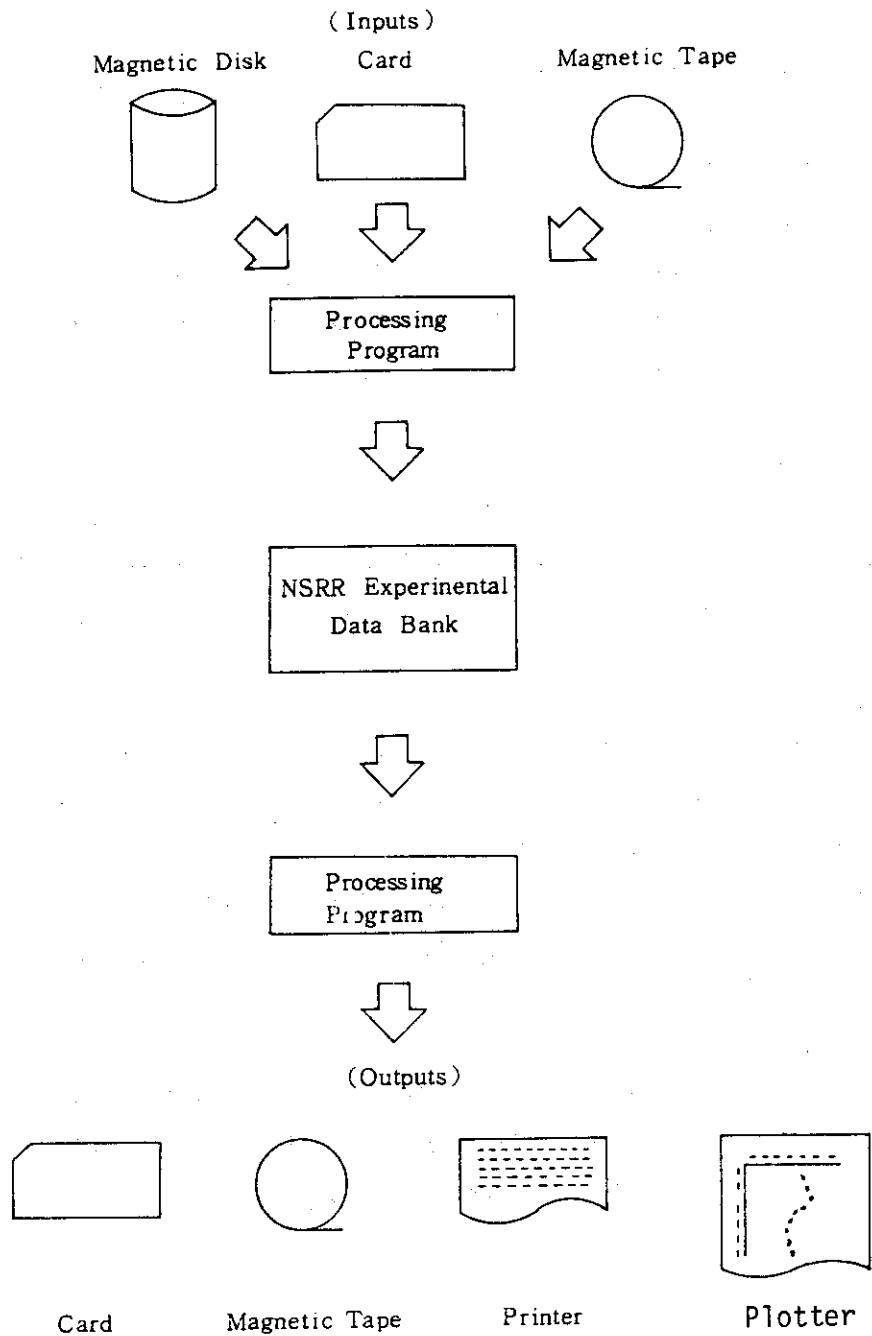 (Inputs)
Magnetic Disk Card Magnetic Tape
Processing
Program
NSRR Experinental
Data Bank
Processing
Program
(Outputs)
Card Magnetic Tape Printer Plotter